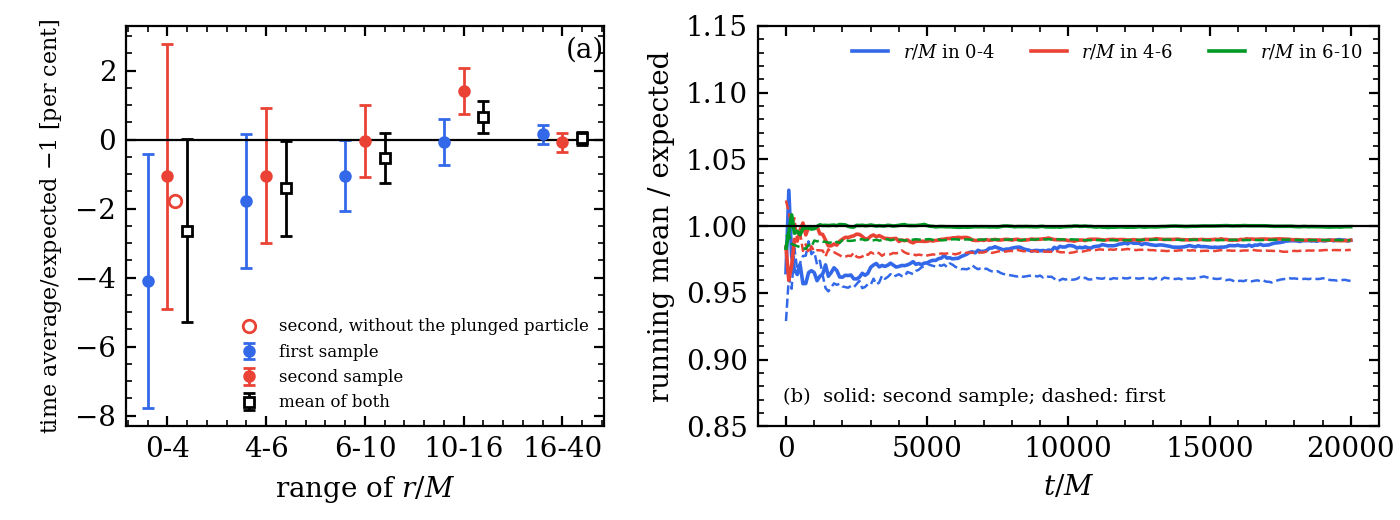 time average/expected −1 [per cent]
2
0
−2
−4
−6
−8
(a)
second, without the plunged particle
first sample
second sample
mean of both
0-4
4-6
6-10
10-16
16-40
range of r/M
running mean / expected
1.15
1.10
1.05
1.00
0.95
0.90
0.85
r/M in 0-4
r/M in 4-6
r/M in 6-10
(b) solid: second sample; dashed: first
0
5000
10000
15000
20000
t/M